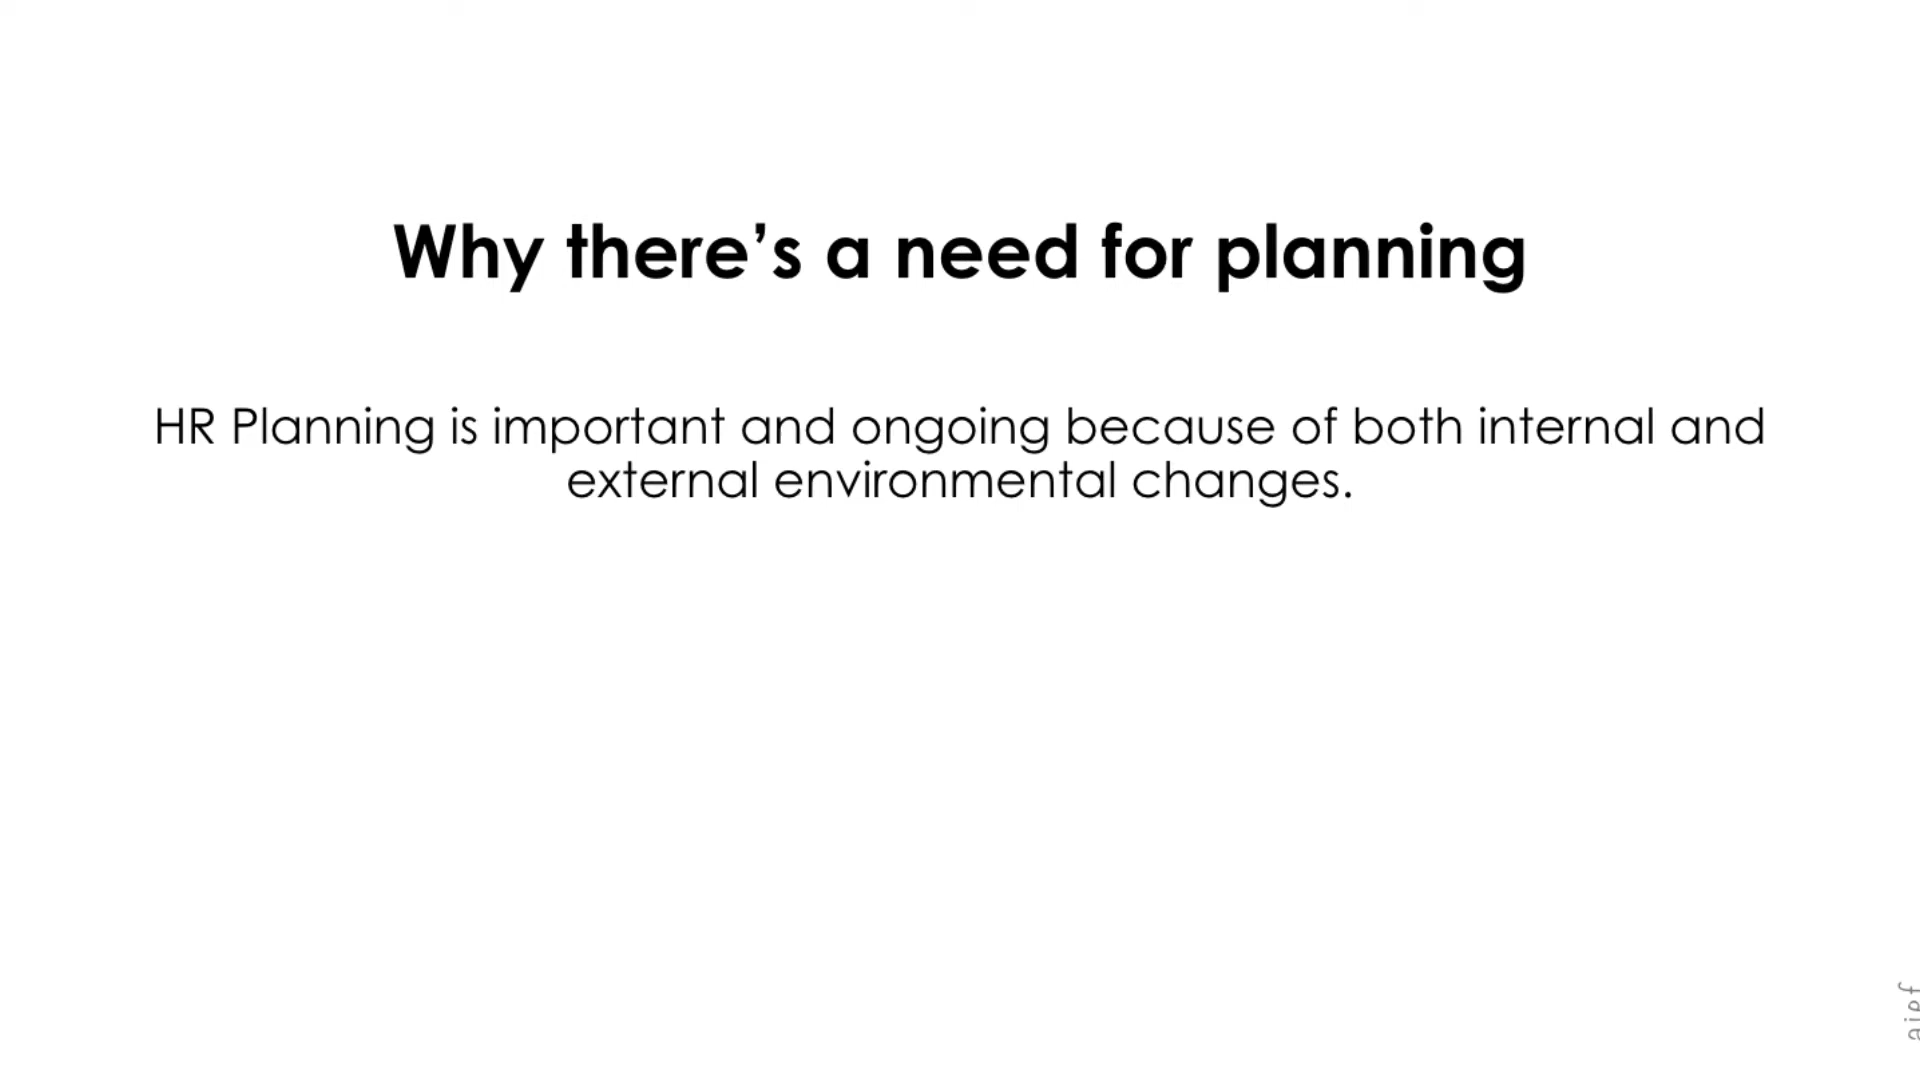 Why there’s a need for planning
HR Planning is important and ongoing because of both internal and
external environmental changes.